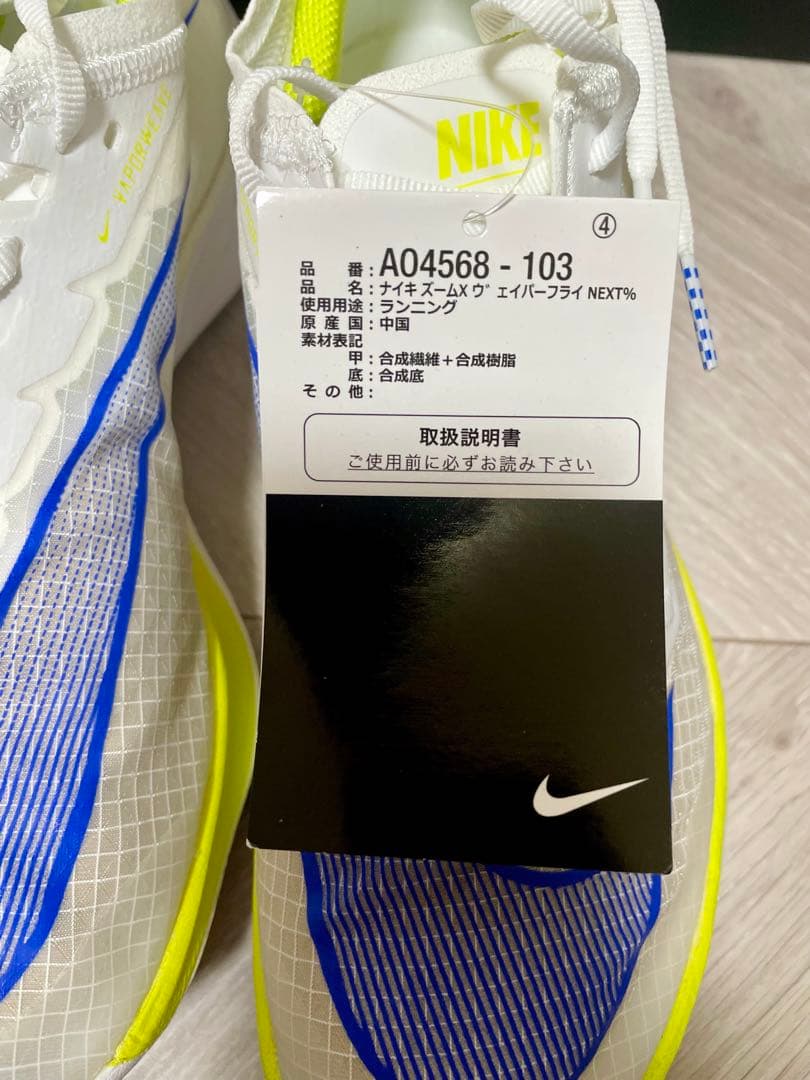 VAPORWEAVE
NIKE
④
品 番：AO4568 - 103
品 名：ナイキ ズームX ヴェイパーフライ NEXT%
使用用途：ランニング
原 産 国：中国
素材表記
甲：合成繊維＋合成樹脂
底：合成底
そ の 他：
取扱説明書
ご使用前に必ずお読み下さい